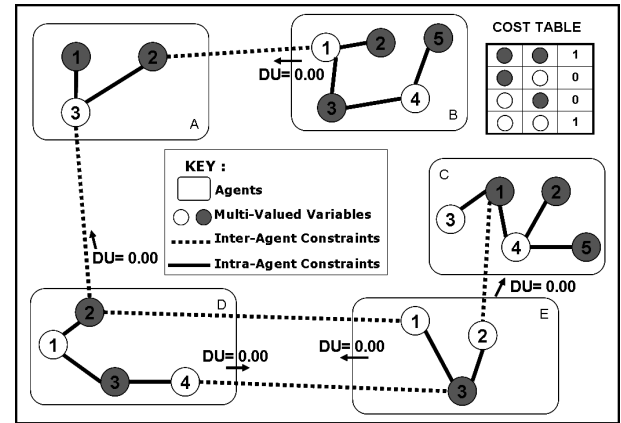 COST TABLE
1
0
0
1
1 2
3
A
1 2 5
3 4
B
DU= 0.00
KEY :
Agents
Multi-Valued Variables
Inter-Agent Constraints
Intra-Agent Constraints
C
1 2
3
4 5
DU= 0.00
DU= 0.00
D
2
1
3 4
DU= 0.00
DU= 0.00
E
1
2
3